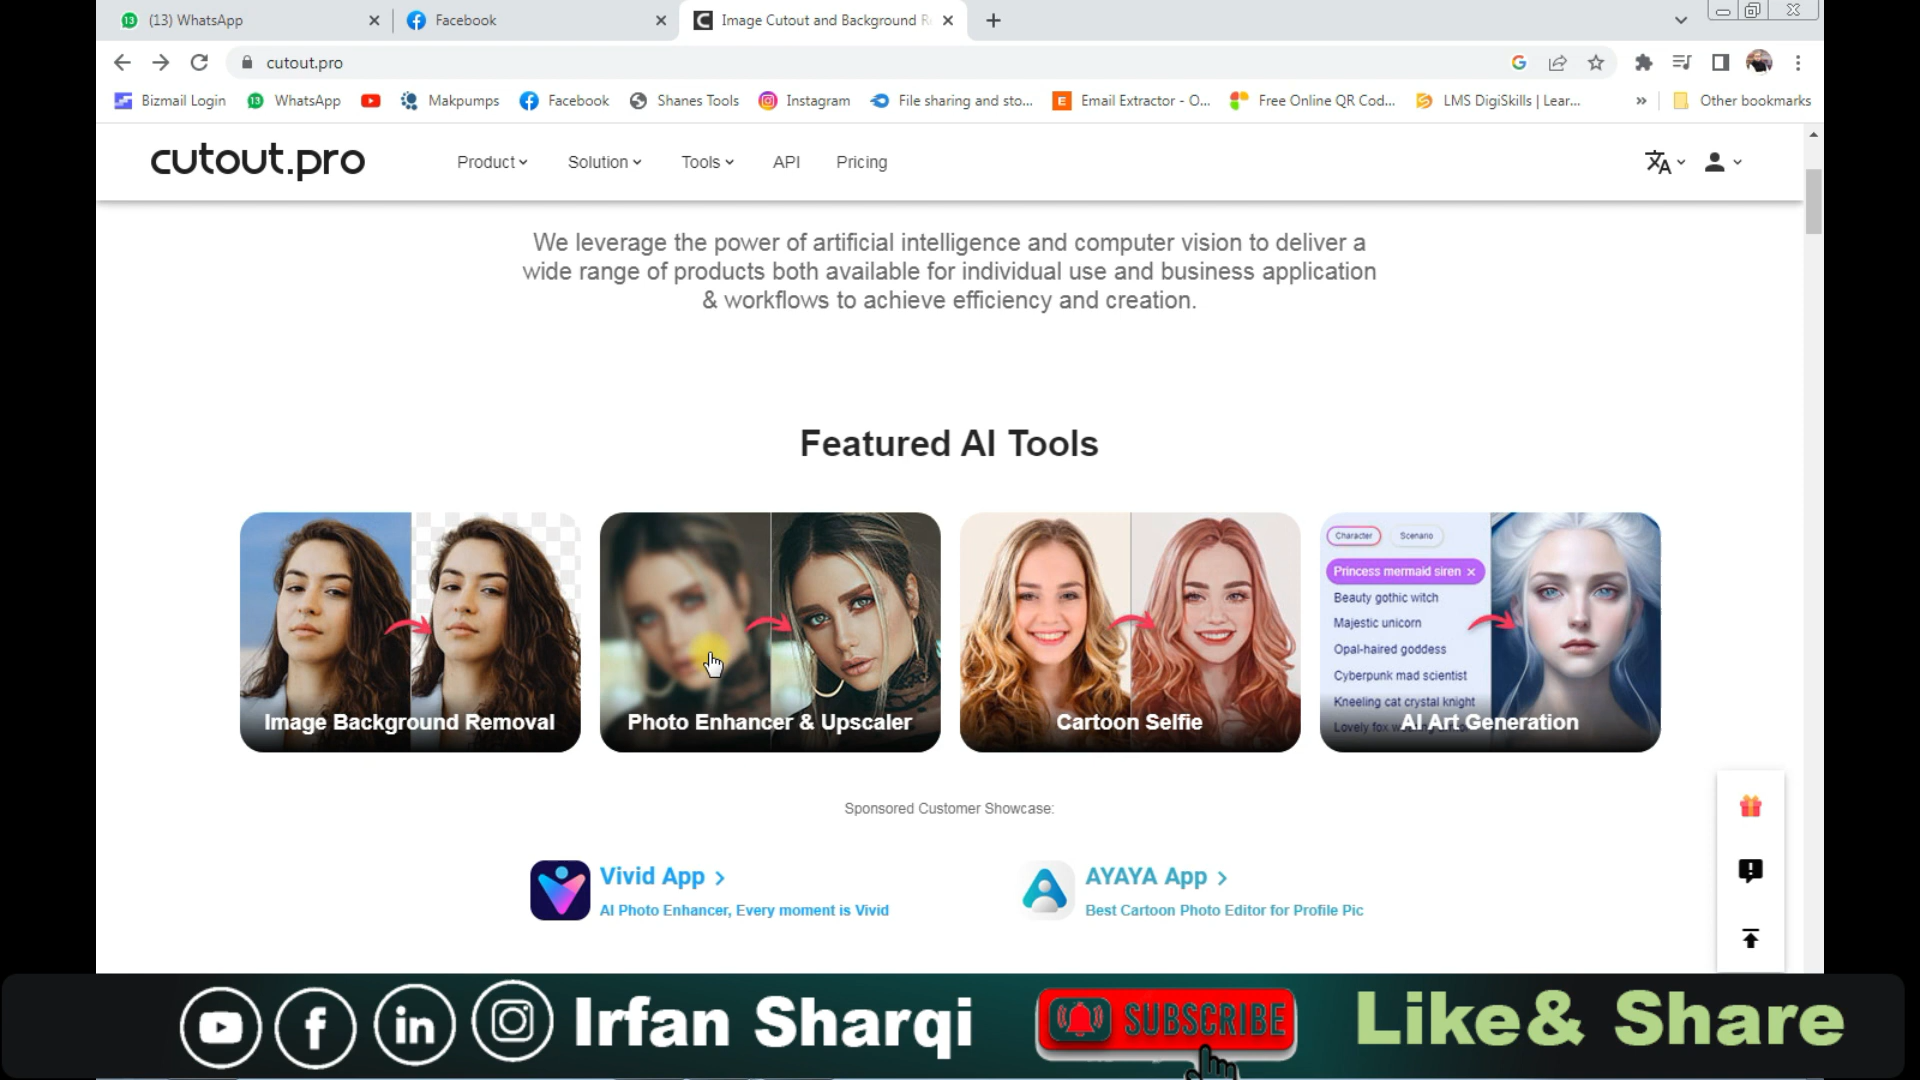 (13) WhatsApp
Facebook
Image Cutout and Background R
cutout.pro
Bizmail Login
WhatsApp
Makpumps
Facebook
Shanes Tools
Instagram
File sharing and sto...
Email Extractor - O...
Free Online QR Cod...
LMS DigiSkills | Lear...
Other bookmarks
cutout.pro
Product
Solution
Tools
API
Pricing
We leverage the power of artificial intelligence and computer vision to deliver a
wide range of products both available for individual use and business application
& workflows to achieve efficiency and creation.
Featured AI Tools
Image Background Removal
Photo Enhancer & Upscaler
Cartoon Selfie
Character
Scenario
Princess mermaid siren
Beauty gothic witch
Majestic unicorn
Opal-haired goddess
Cyberpunk mad scientist
Kneeling cat crystal knight
Lovely fox
AI Art Generation
Sponsored Customer Showcase:
Vivid App
AI Photo Enhancer, Every moment is Vivid
AYAYA App
Best Cartoon Photo Editor for Profile Pic
Irfan Sharqi
SUBSCRIBE
Like& Share